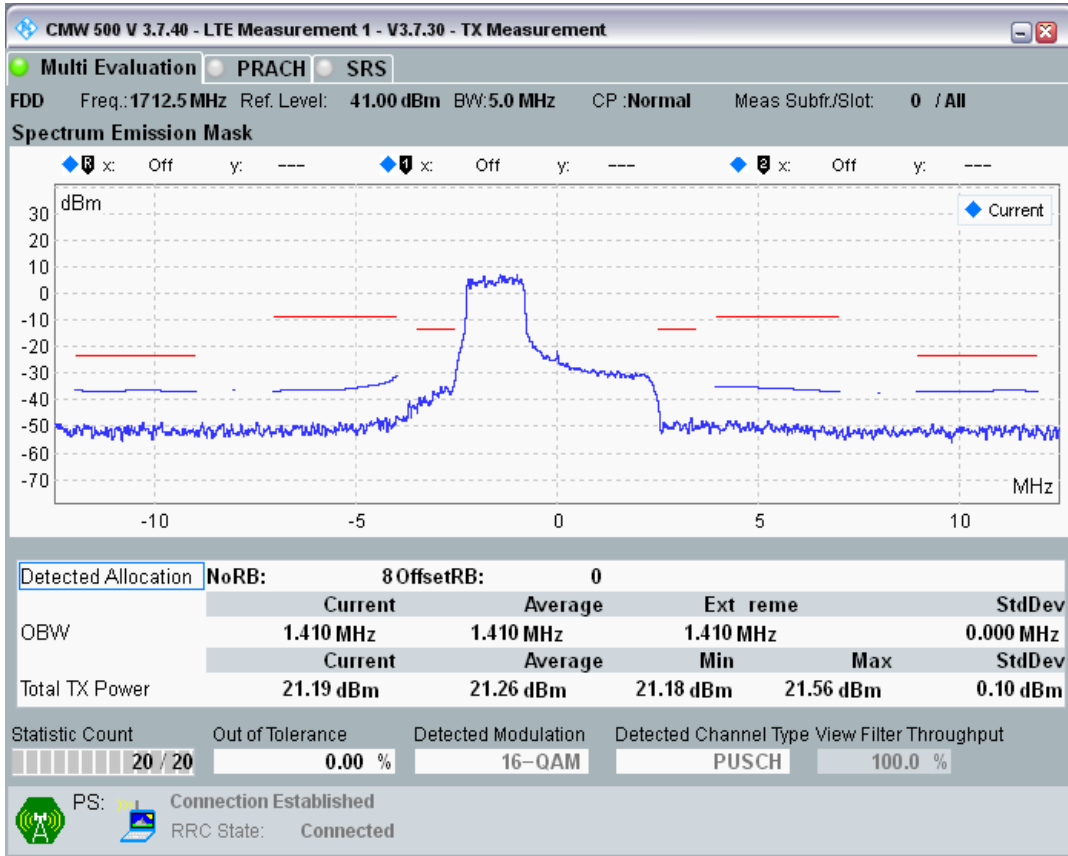 CMW 500 V 3.7.40 - LTE Measurement 1 - V3.7.30 - TX Measurement
Multi Evaluation PRACH SRS
FDD Freq.: 1712.5 MHz Ref. Level: 41.00 dBm BW: 5.0 MHz CP : Normal Meas Subfr./Slot: 0 / All
Spectrum Emission Mask
R x: Off y: --- 1 x: Off y: --- 2 x: Off y: ---
dBm
Current
30
20
10
0
-10
-20
-30
-40
-50
-60
-70
MHz
-10 -5 0 5 10
Detected Allocation NoRB: 8 OffsetRB: 0
Current Average Ext reme StdDev
OBW 1.410 MHz 1.410 MHz 1.410 MHz 0.000 MHz
Current Average Min Max StdDev
Total TX Power 21.19 dBm 21.26 dBm 21.18 dBm 21.56 dBm 0.10 dBm
Statistic Count Out of Tolerance Detected Modulation Detected Channel Type View Filter Throughput
20 / 20 0.00 % 16-QAM PUSCH 100.0 %
PS: Connection Established
RRC State: Connected